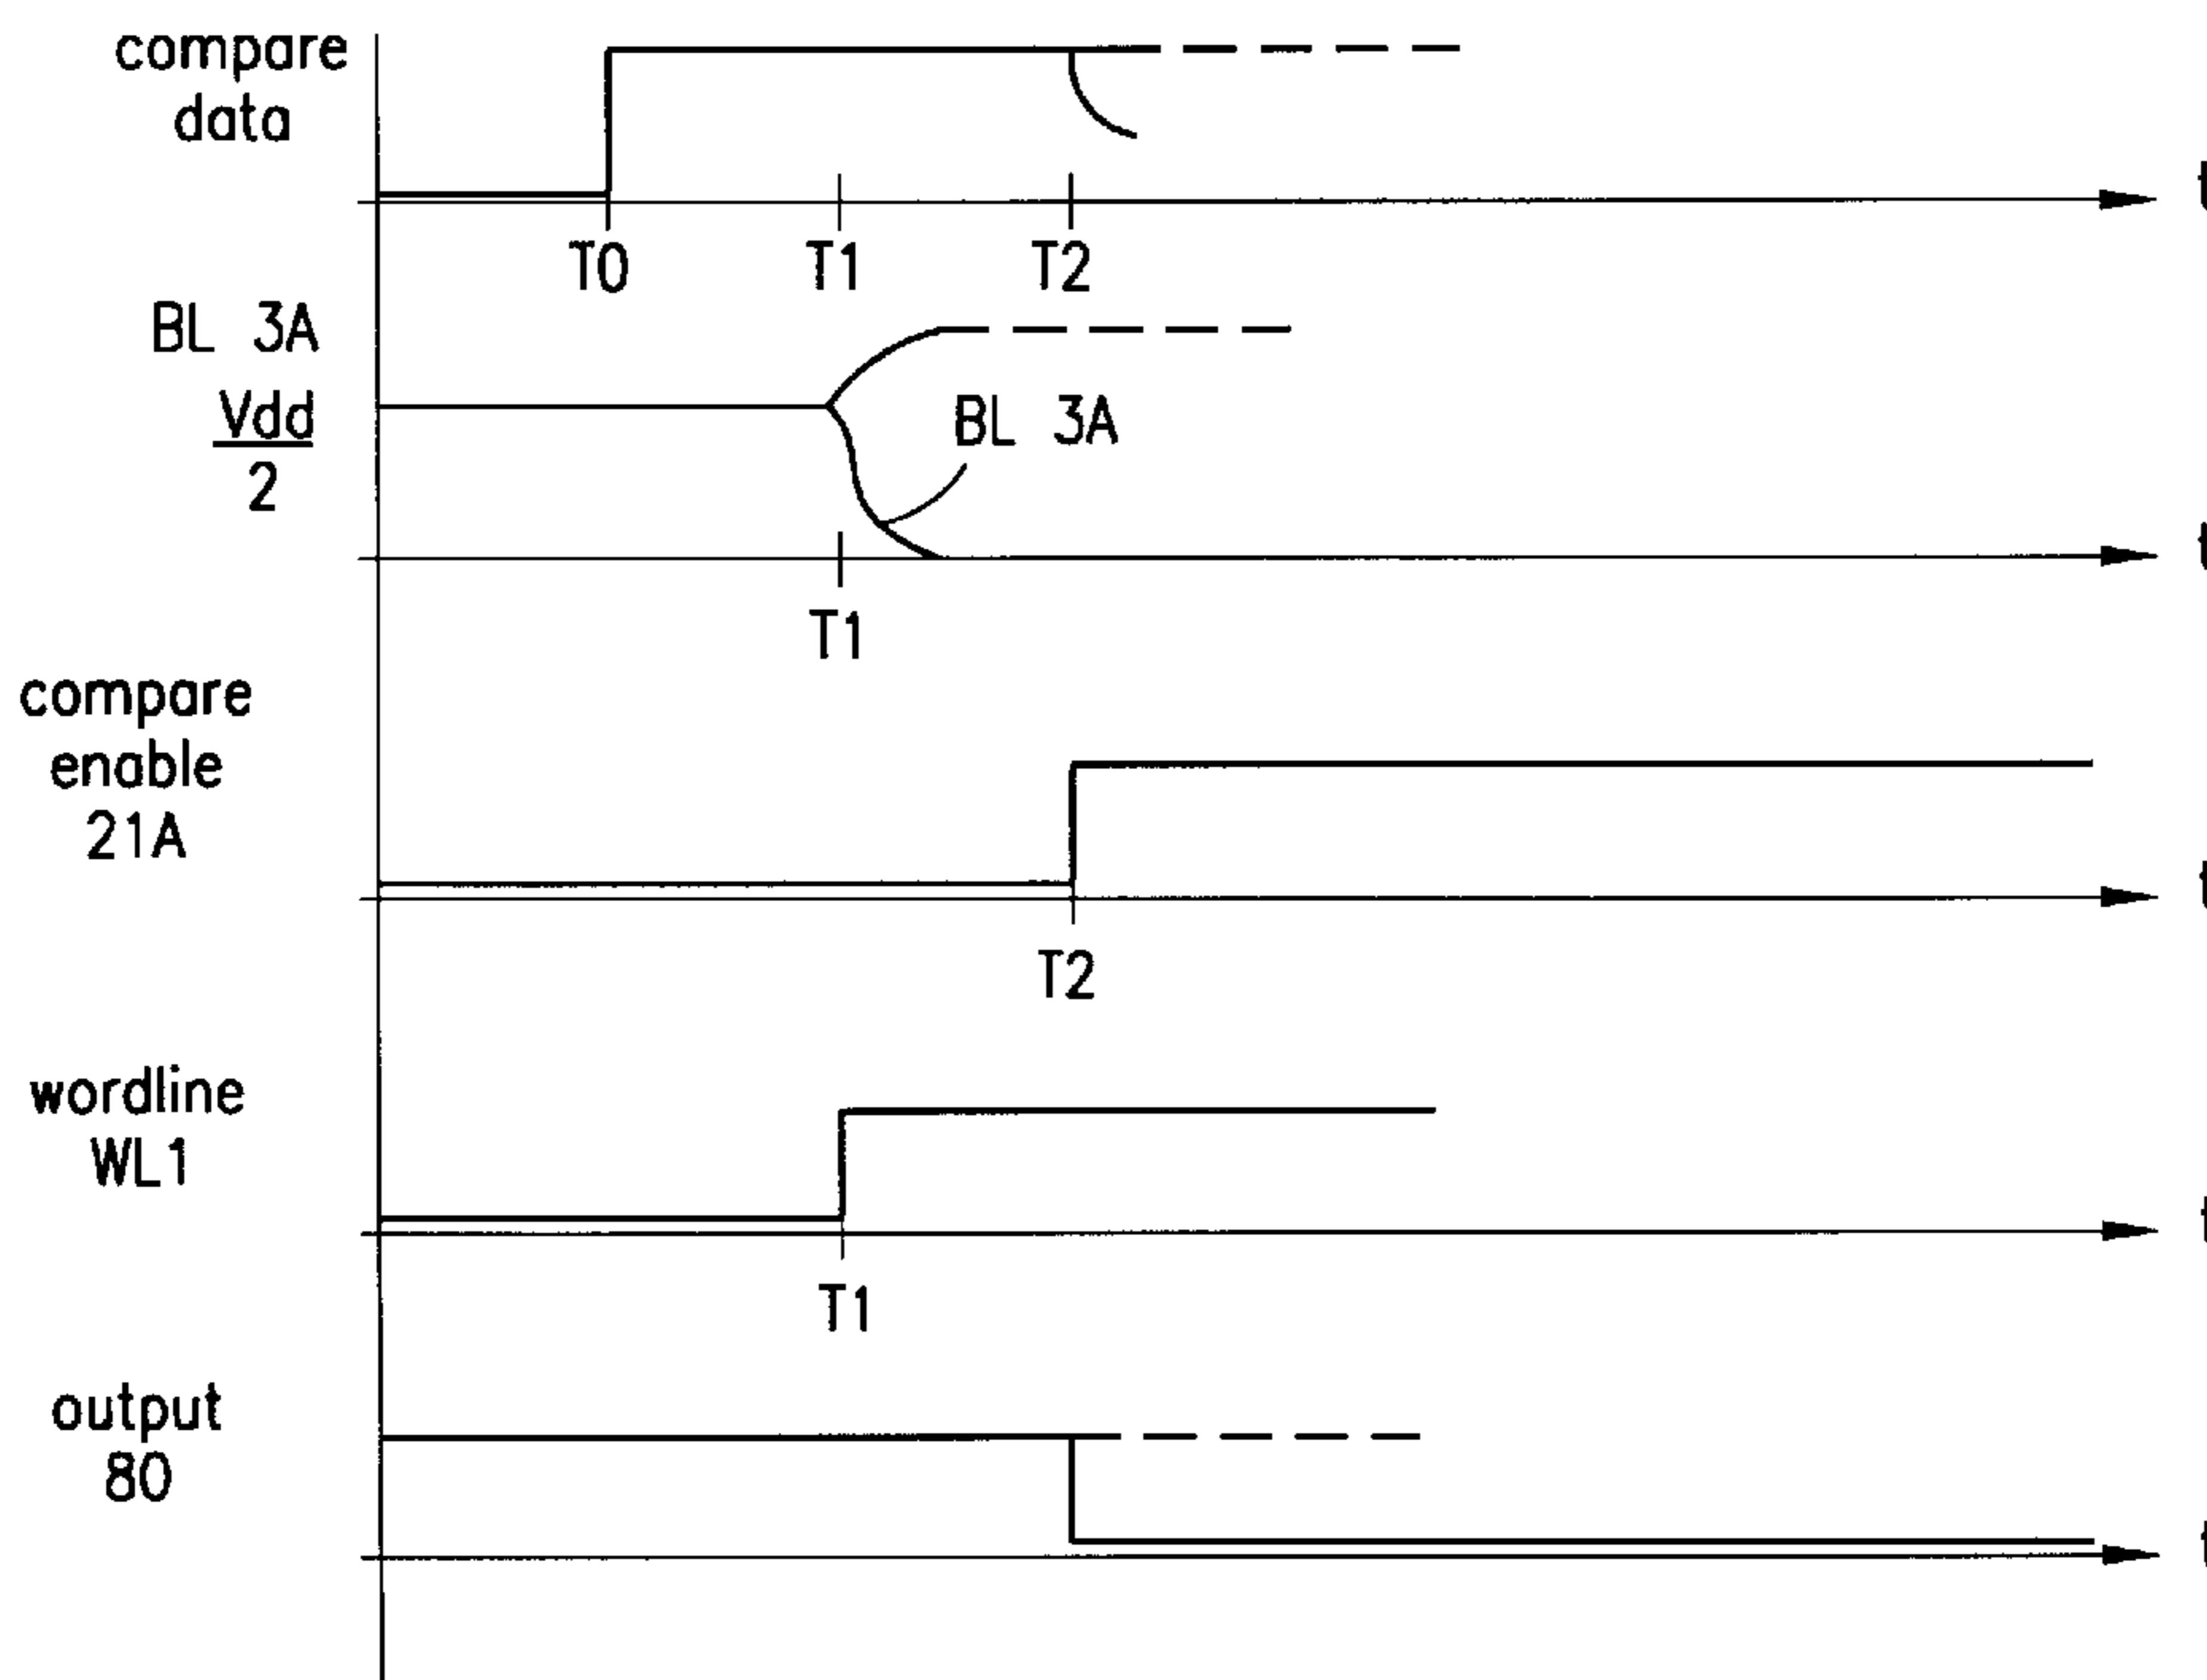 compare
data
t
T0 T1 T2
BL 3A
Vdd
2
BL 3A
t
T1
compare
enable
21A
t
T2
wordline
WL1
t
T1
output
80
t